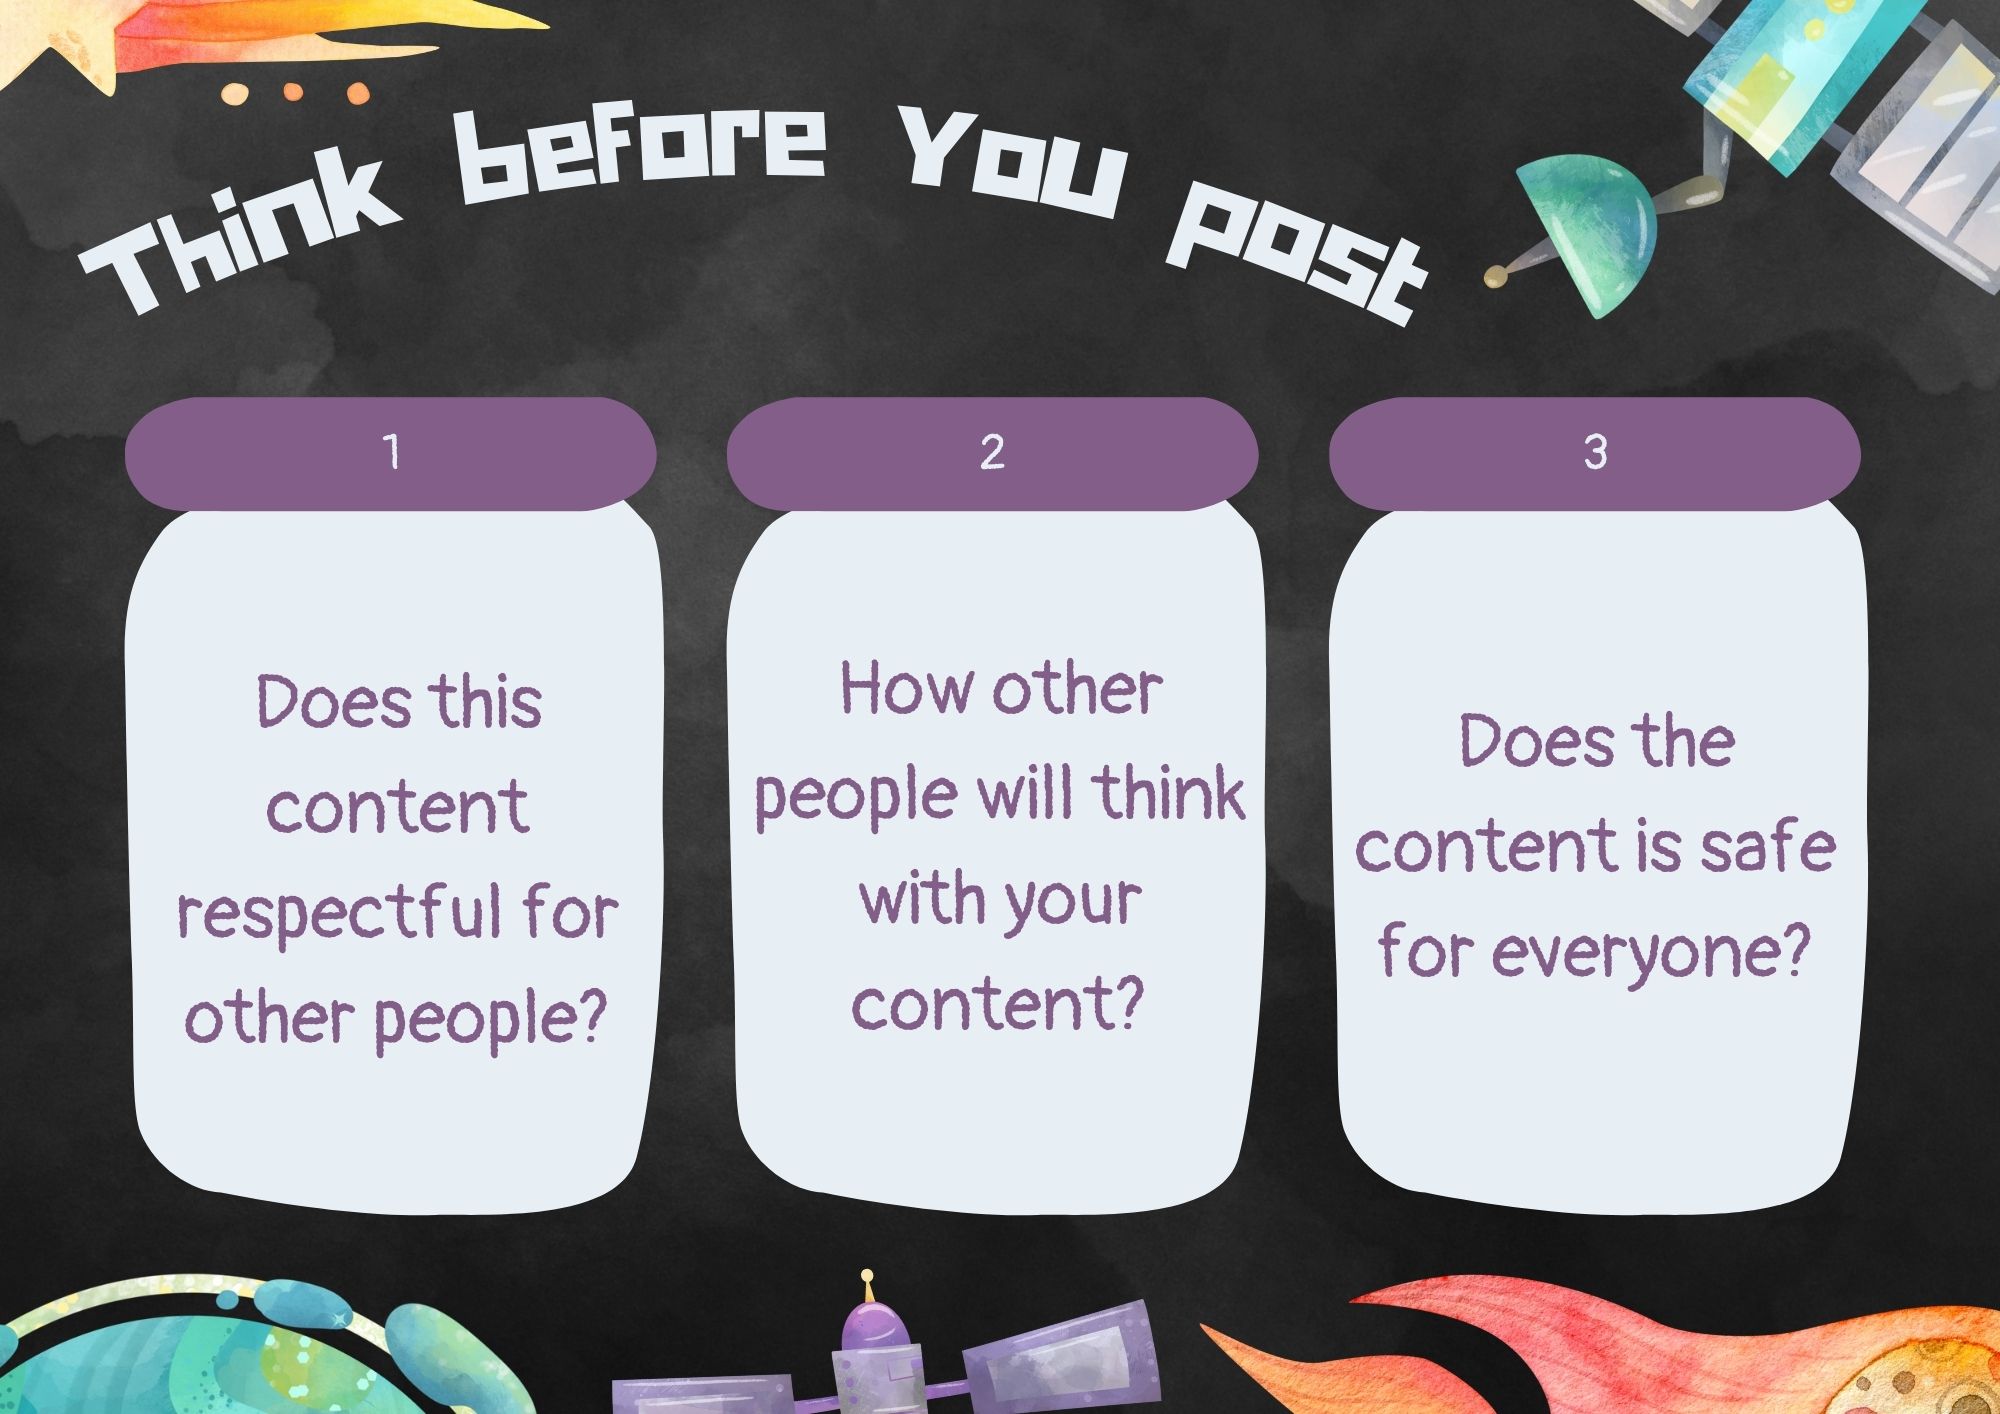 Think before You post
1
Does this
content
respectful for
other people?
2
How other
people will think
with your
content?
3
Does the
content is safe
for everyone?